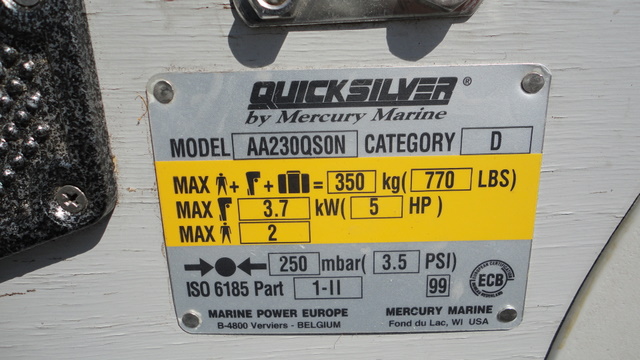 QUICKSILVER®
by Mercury Marine
MODEL AA230QS0N CATEGORY D
MAX + + = 350 kg( 770 LBS)
MAX 3.7 kW( 5 HP )
MAX 2
250 mbar( 3.5 PSI)
ISO 6185 Part 1-II 99 ECB
MARINE POWER EUROPE MERCURY MARINE
B-4800 Verviers - BELGIUM Fond du Lac, WI USA